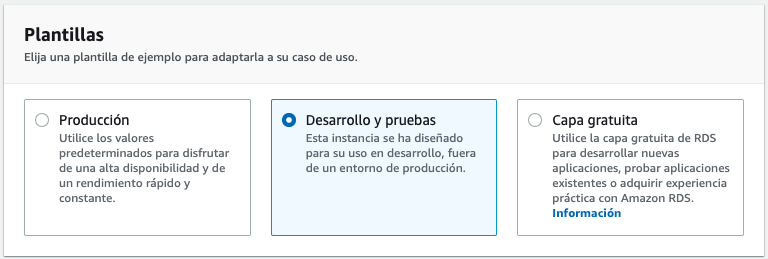 Plantillas
Elija una plantilla de ejemplo para adaptarla a su caso de uso.
Producción
Utilice los valores
predeterminados para disfrutar
de una alta disponibilidad y de
un rendimiento rápido y
constante.
Desarrollo y pruebas
Esta instancia se ha diseñado
para su uso en desarrollo, fuera
de un entorno de producción.
Capa gratuita
Utilice la capa gratuita de RDS
para desarrollar nuevas
aplicaciones, probar aplicaciones
existentes o adquirir experiencia
práctica con Amazon RDS.
Información